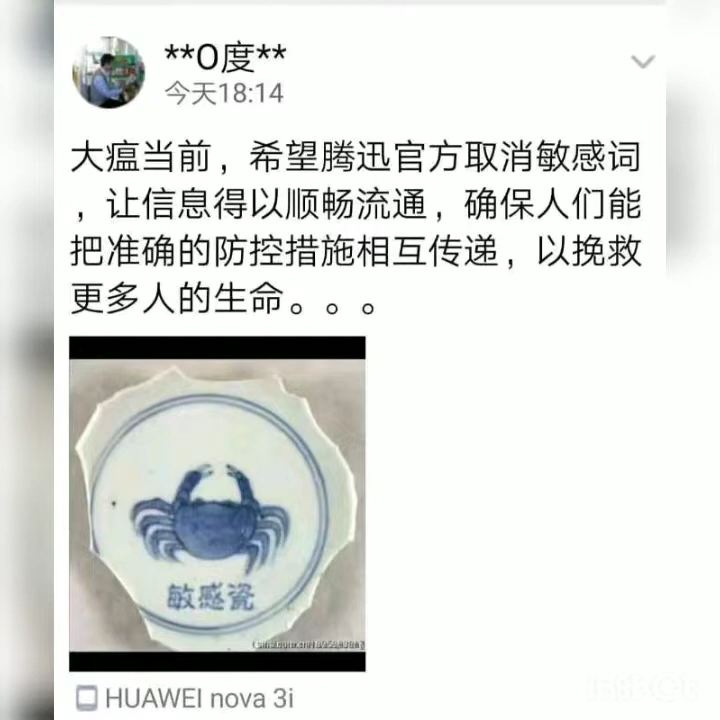 **O度**
今天18:14
大瘟当前，希望腾迅官方取消敏感词
，让信息得以顺畅流通，确保人们能
把准确的防控措施相互传递，以挽救
更多人的生命。。。
敏感瓷
HUAWEI nova 3i